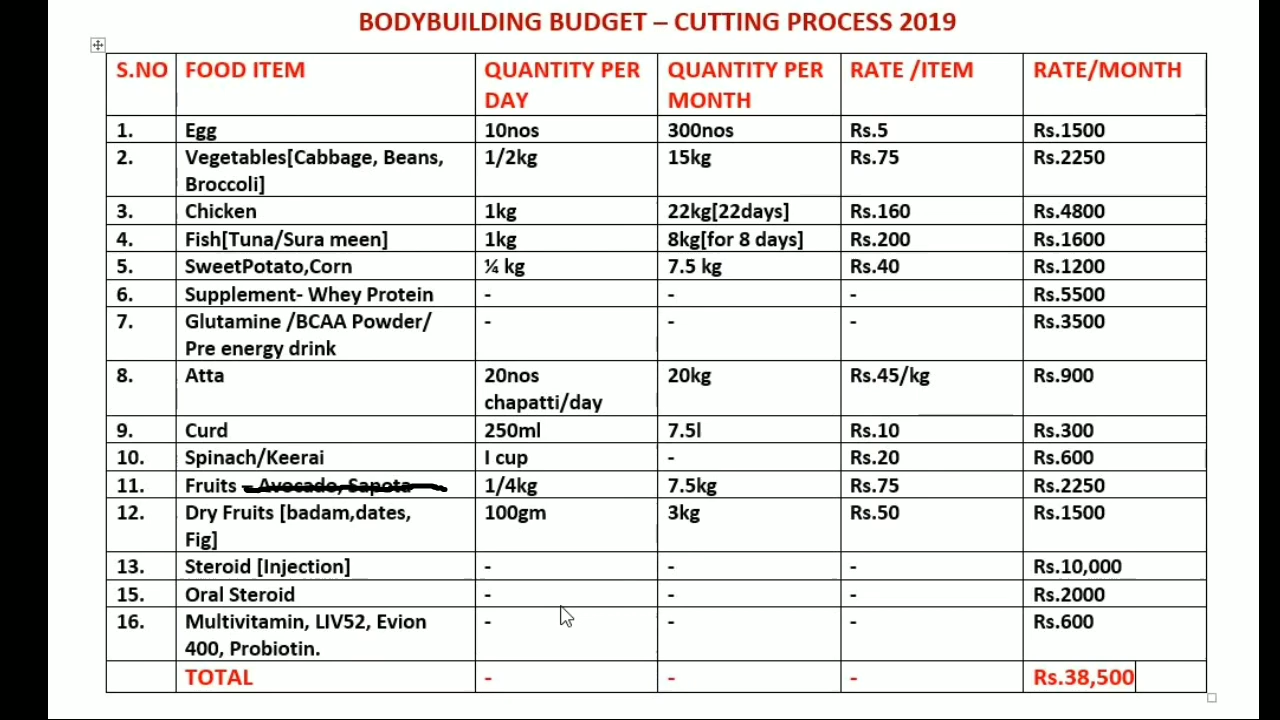 BODYBUILDING BUDGET – CUTTING PROCESS 2019
S.NO FOOD ITEM QUANTITY PER DAY QUANTITY PER MONTH RATE /ITEM RATE/MONTH
1. Egg 10nos 300nos Rs.5 Rs.1500
2. Vegetables[Cabbage, Beans, Broccoli] 1/2kg 15kg Rs.75 Rs.2250
3. Chicken 1kg 22kg[22days] Rs.160 Rs.4800
4. Fish[Tuna/Sura meen] 1kg 8kg[for 8 days] Rs.200 Rs.1600
5. SweetPotato,Corn ¼ kg 7.5 kg Rs.40 Rs.1200
6. Supplement- Whey Protein - - - Rs.5500
7. Glutamine /BCAA Powder/ Pre energy drink - - - Rs.3500
8. Atta 20nos chapatti/day 20kg Rs.45/kg Rs.900
9. Curd 250ml 7.5l Rs.10 Rs.300
10. Spinach/Keerai I cup - Rs.20 Rs.600
11. Fruits – Avocado, Sapota 1/4kg 7.5kg Rs.75 Rs.2250
12. Dry Fruits [badam,dates, Fig] 100gm 3kg Rs.50 Rs.1500
13. Steroid [Injection] - - - Rs.10,000
15. Oral Steroid - - - Rs.2000
16. Multivitamin, LIV52, Evion 400, Probiotin. - - - Rs.600
TOTAL - - - Rs.38,500